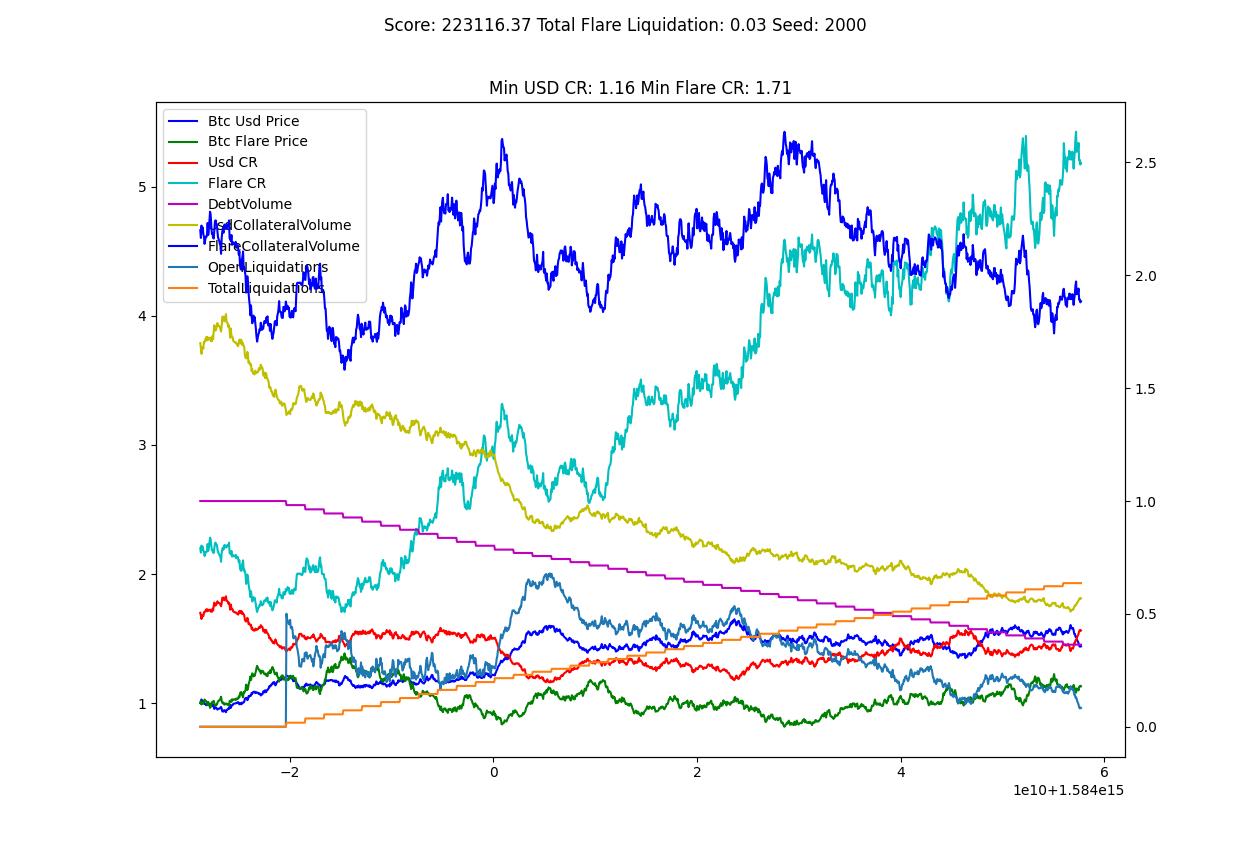 Score: 223116.37 Total Flare Liquidation: 0.03 Seed: 2000
Min USD CR: 1.16 Min Flare CR: 1.71
Btc Usd Price
Btc Flare Price
Usd CR
Flare CR
DebtVolume
UsdCollateralVolume
FlareCollateralVolume
OpenLiquidations
TotalLiquidations
5
4
3
2
1
2.5
2.0
1.5
1.0
0.5
0.0
−2
0
2
4
6
1e10+1.584e15